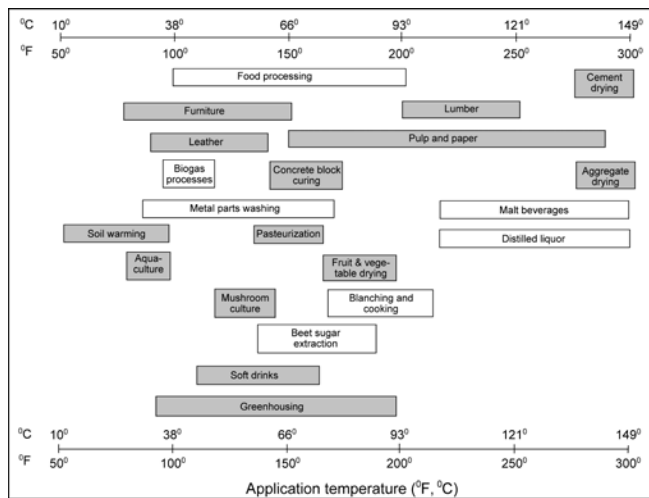 ⁰C 10⁰ 38⁰ 66⁰ 93⁰ 121⁰ 149⁰
⁰F 50⁰ 100⁰ 150⁰ 200⁰ 250⁰ 300⁰
Food processing
Cement
drying
Furniture
Lumber
Leather
Pulp and paper
Biogas
processes
Concrete block
curing
Aggregate
drying
Metal parts washing
Malt beverages
Soil warming
Pasteurization
Distilled liquor
Aqua-
culture
Fruit & vege-
table drying
Mushroom
culture
Blanching and
cooking
Beet sugar
extraction
Soft drinks
Greenhousing
⁰C 10⁰ 38⁰ 66⁰ 93⁰ 121⁰ 149⁰
⁰F 50⁰ 100⁰ 150⁰ 200⁰ 250⁰ 300⁰
Application temperature (⁰F, ⁰C)